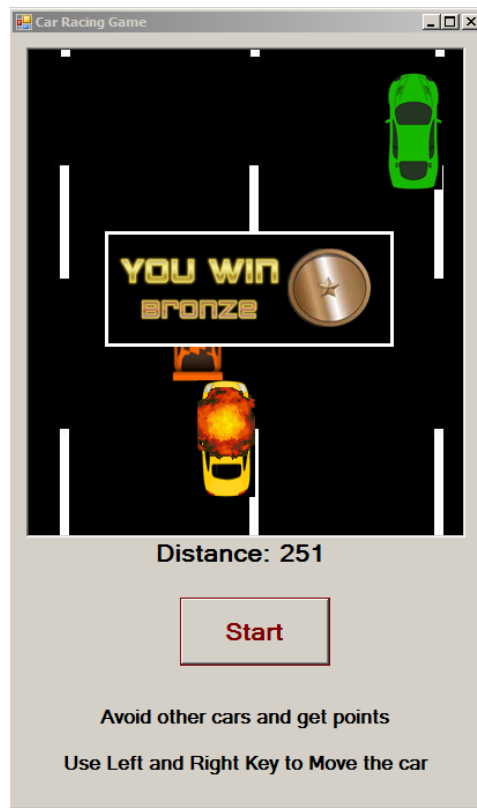 Car Racing Game
YOU WIN
BRONZE
Distance: 251
Start
Avoid other cars and get points
Use Left and Right Key to Move the car